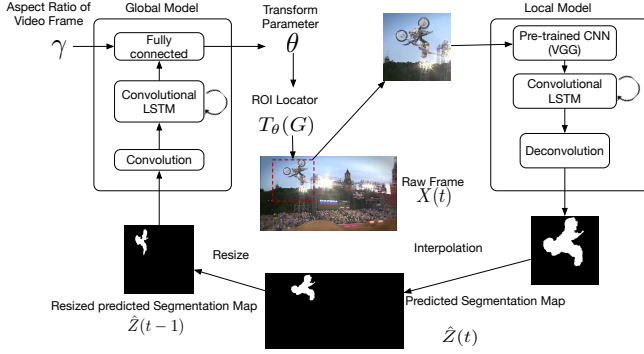 Aspect Ratio of
Video Frame
γ
Global Model
Fully
connected
Convolutional
LSTM
Convolution
Transform
Parameter
θ
ROI Locator
T_θ(G)
Raw Frame
X(t)
Local Model
Pre-trained CNN
(VGG)
Convolutional
LSTM
Deconvolution
Interpolation
Predicted Segmentation Map
Ẑ(t)
Resize
Resized predicted Segmentation Map
Ẑ(t − 1)